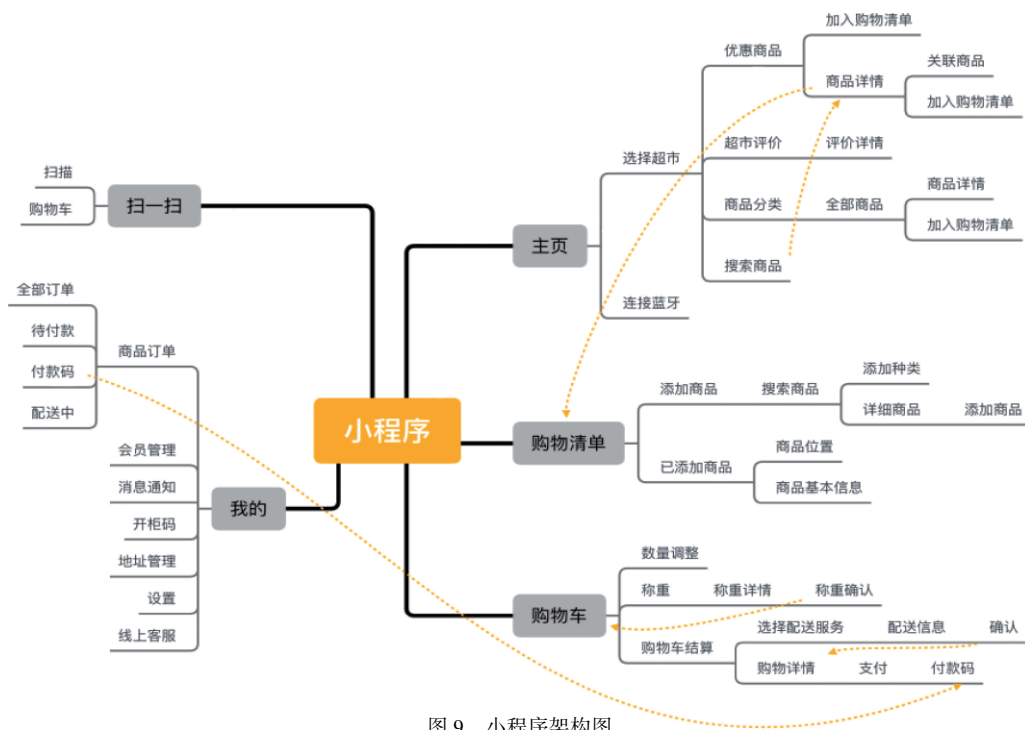 小程序
扫一扫
扫描
购物车
我的
商品订单
全部订单
待付款
付款码
配送中
会员管理
消息通知
开柜码
地址管理
设置
线上客服
主页
选择超市
优惠商品
加入购物清单
商品详情
关联商品
加入购物清单
超市评价
评价详情
商品分类
全部商品
商品详情
加入购物清单
搜索商品
连接蓝牙
购物清单
添加商品
搜索商品
添加种类
详细商品
添加商品
已添加商品
商品位置
商品基本信息
购物车
数量调整
称重
称重详情
称重确认
购物车结算
选择配送服务
配送信息
确认
购物详情
支付
付款码
图 9 小程序架构图